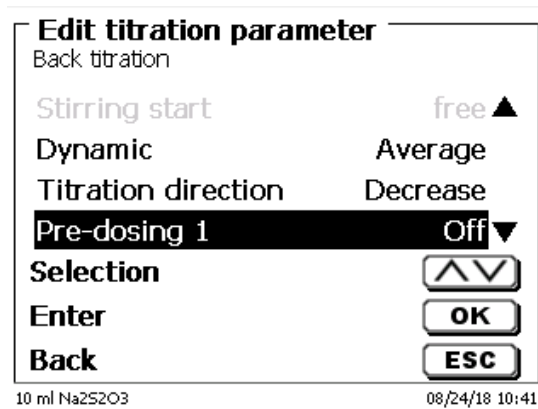 Edit titration parameter
Back titration
Stirring start free
Dynamic Average
Titration direction Decrease
Pre-dosing 1 Off
Selection
Enter OK
Back ESC
10 ml Na2S2O3 08/24/18 10:41